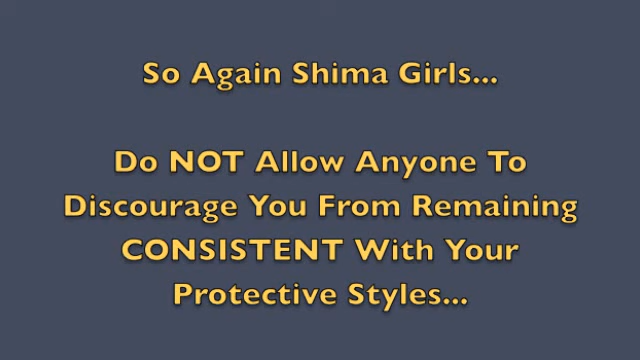 So Again Shima Girls...
Do NOT Allow Anyone To
Discourage You From Remaining
CONSISTENT With Your
Protective Styles...